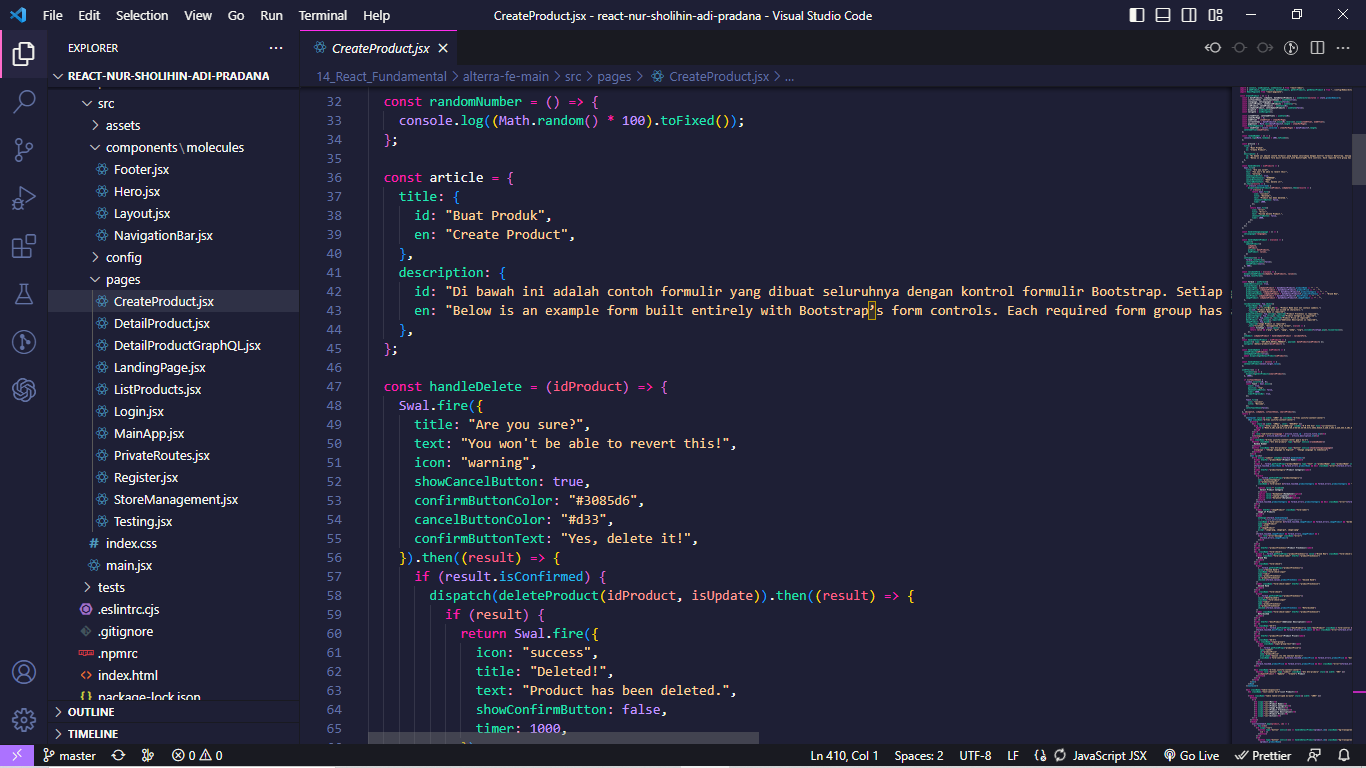 File Edit Selection View Go Run Terminal Help CreateProduct.jsx - react-nur-sholihin-adi-pradana - Visual Studio Code
EXPLORER
REACT-NUR-SHOLIHIN-ADI-PRADANA
src
assets
components\molecules
Footer.jsx
Hero.jsx
Layout.jsx
NavigationBar.jsx
config
pages
CreateProduct.jsx
DetailProduct.jsx
DetailProductGraphQL.jsx
LandingPage.jsx
ListProducts.jsx
Login.jsx
MainApp.jsx
PrivateRoutes.jsx
Register.jsx
StoreManagement.jsx
Testing.jsx
# index.css
main.jsx
tests
.eslintrc.cjs
.gitignore
.npmrc
<> index.html
{} package-lock.json
OUTLINE
TIMELINE
CreateProduct.jsx
14_React_Fundamental > alterra-fe-main > src > pages > CreateProduct.jsx > ...
32 const randomNumber = () => {
33 console.log((Math.random() * 100).toFixed());
34 };
35
36 const article = {
37 title: {
38 id: "Buat Produk",
39 en: "Create Product",
40 },
41 description: {
42 id: "Di bawah ini adalah contoh formulir yang dibuat seluruhnya dengan kontrol formulir Bootstrap. Setiap
43 en: "Below is an example form built entirely with Bootstrap’s form controls. Each required form group has
44 },
45 };
46
47 const handleDelete = (idProduct) => {
48 Swal.fire({
49 title: "Are you sure?",
50 text: "You won't be able to revert this!",
51 icon: "warning",
52 showCancelButton: true,
53 confirmButtonColor: "#3085d6",
54 cancelButtonColor: "#d33",
55 confirmButtonText: "Yes, delete it!",
56 }).then((result) => {
57 if (result.isConfirmed) {
58 dispatch(deleteProduct(idProduct, isUpdate)).then((result) => {
59 if (result) {
60 return Swal.fire({
61 icon: "success",
62 title: "Deleted!",
63 text: "Product has been deleted.",
64 showConfirmButton: false,
65 timer: 1000,
master 0 0 Ln 410, Col 1 Spaces: 2 UTF-8 LF {} JavaScript JSX Go Live Prettier